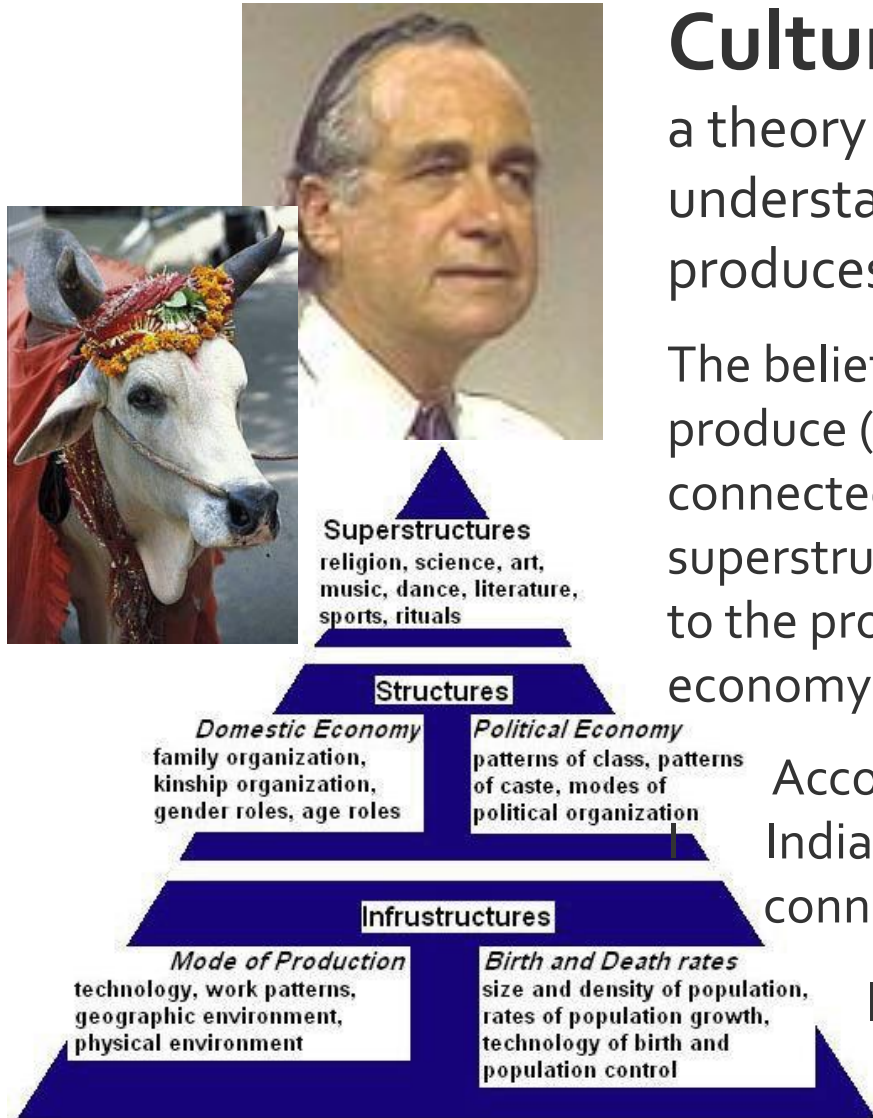 Cultur
a theory
understa
produces
The belief
produce (
connected
superstru
to the pro
economy
Acco
India
conn
Superstructures
religion, science, art,
music, dance, literature,
sports, rituals
Structures
Domestic Economy
family organization,
kinship organization,
gender roles, age roles
Political Economy
patterns of class, patterns
of caste, modes of
political organization
Infrustructures
Mode of Production
technology, work patterns,
geographic environment,
physical environment
Birth and Death rates
size and density of population,
rates of population growth,
technology of birth and
population control